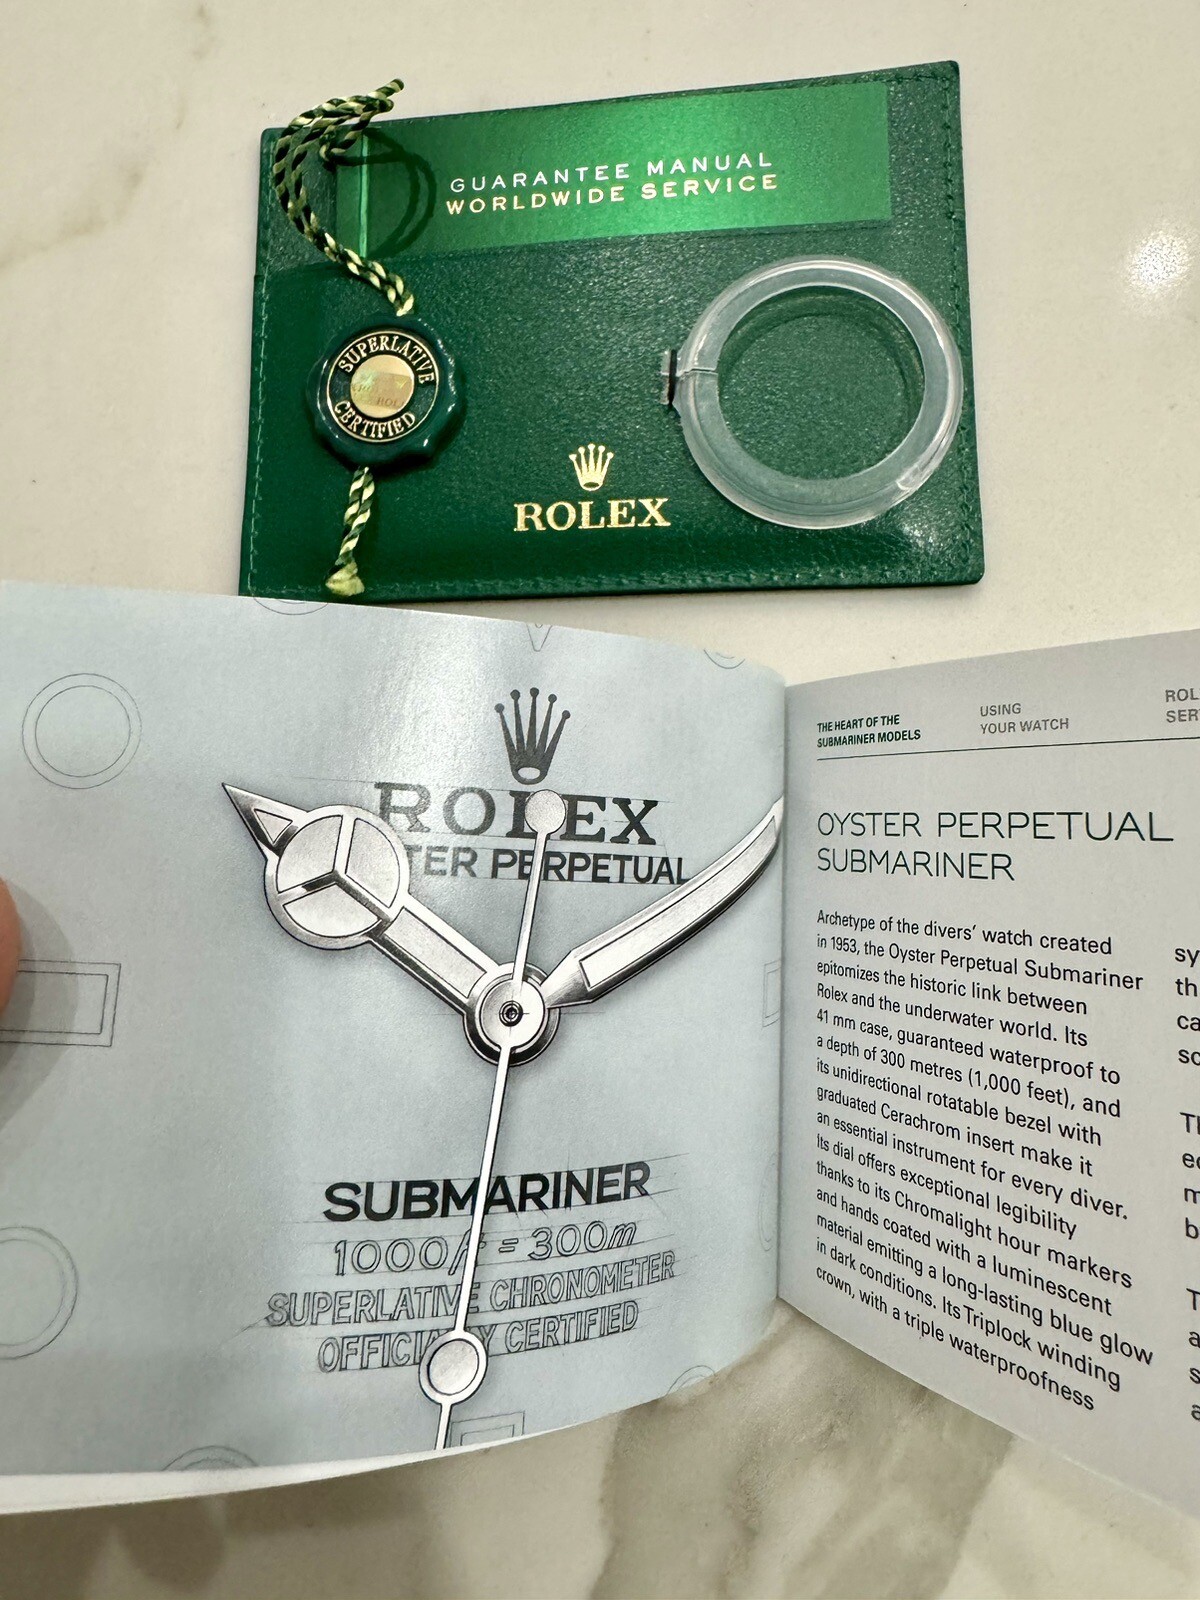 GUARANTEE MANUAL
WORLDWIDE SERVICE
SUPERLATIVE
CERTIFIED
ROLEX
ROLEX
TER PERPETUAL
SUBMARINER
1000ft = 300m
SUPERLATIVE CHRONOMETER
OFFICIALLY CERTIFIED
THE HEART OF THE
SUBMARINER MODELS
USING
YOUR WATCH
ROL
SER
OYSTER PERPETUAL
SUBMARINER
Archetype of the divers’ watch created
in 1953, the Oyster Perpetual Submariner
epitomizes the historic link between
Rolex and the underwater world. Its
41 mm case, guaranteed waterproof to
a depth of 300 metres (1,000 feet), and
its unidirectional rotatable bezel with
graduated Cerachrom insert make it
an essential instrument for every diver.
Its dial offers exceptional legibility
thanks to its Chromalight hour markers
and hands coated with a luminescent
material emitting a long-lasting blue glow
in dark conditions. Its Triplock winding
crown, with a triple waterproofness
sy
th
ca
sc